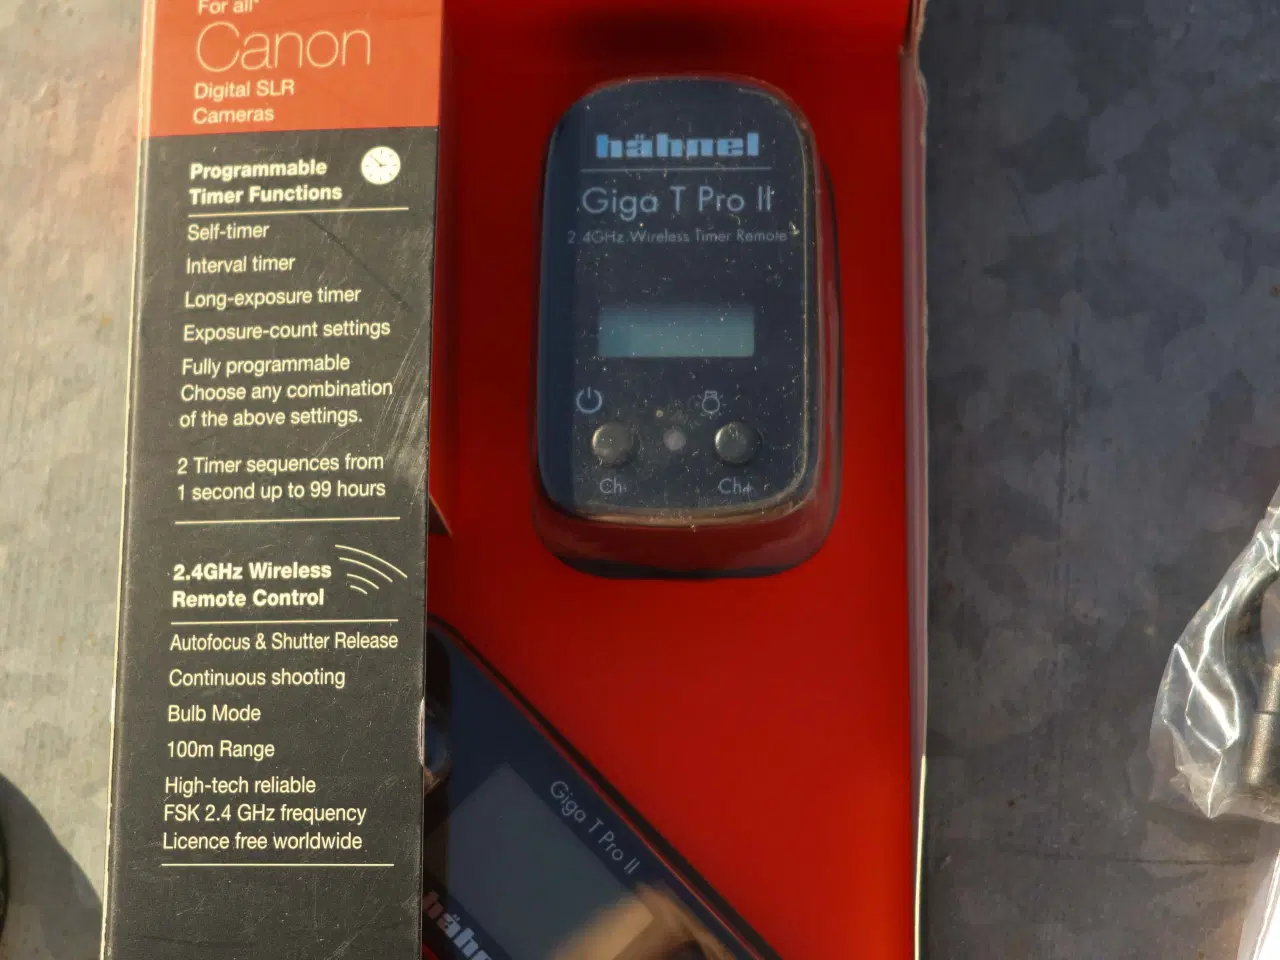 For all*
Canon
Digital SLR
Cameras
Programmable
Timer Functions
Self-timer
Interval timer
Long-exposure timer
Exposure-count settings
Fully programmable
Choose any combination
of the above settings.
2 Timer sequences from
1 second up to 99 hours
2.4GHz Wireless
Remote Control
Autofocus & Shutter Release
Continuous shooting
Bulb Mode
100m Range
High-tech reliable
FSK 2.4 GHz frequency
Licence free worldwide
hähnel
Giga T Pro II
2.4GHz Wireless Timer Remote
Ch- Ch+
Giga T Pro II
hähnel